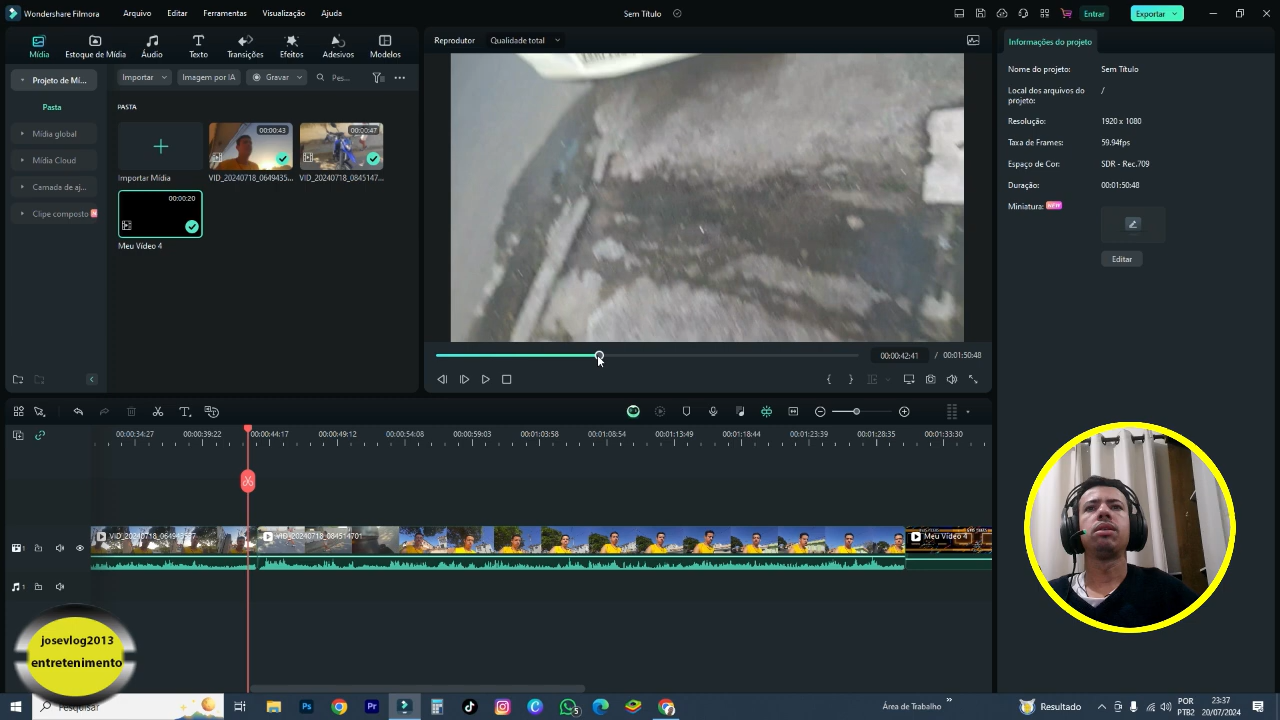 Wondershare Filmora
Arquivo
Editar
Ferramentas
Visualização
Ajuda
Sem Título
Entrar
Exportar
Mídia
Estoque de Mídia
Áudio
Texto
Transições
Efeitos
Adesivos
Modelos
Projeto de Mí...
Importar
Imagem por IA
Gravar
Pes...
Pasta
Mídia global
Mídia Cloud
Camada de aj...
Clipe composto
PASTA
00:00:43
00:00:47
Importar Mídia
VID_20240718_0649435...
VID_20240718_0845147...
00:00:20
Meu Vídeo 4
Reprodutor
Qualidade total
00:00:42:41 / 00:01:50:48
Informações do projeto
Nome do projeto: Sem Título
Local dos arquivos do projeto: /
Resolução: 1920 x 1080
Taxa de Frames: 59.94fps
Espaço de Cor: SDR - Rec.709
Duração: 00:01:50:48
Miniatura: NEW
Editar
00:00:34:27
00:00:39:22
00:00:44:17
00:00:49:12
00:00:54:08
00:00:59:03
00:01:03:58
00:01:08:54
00:01:13:49
00:01:18:44
00:01:23:39
00:01:28:35
00:01:33:30
Meu Vídeo 4
josevlog2013
entretenimento
Pesquisar
Área de Trabalho
Resultado
POR
PTB2
23:37
20/07/2024